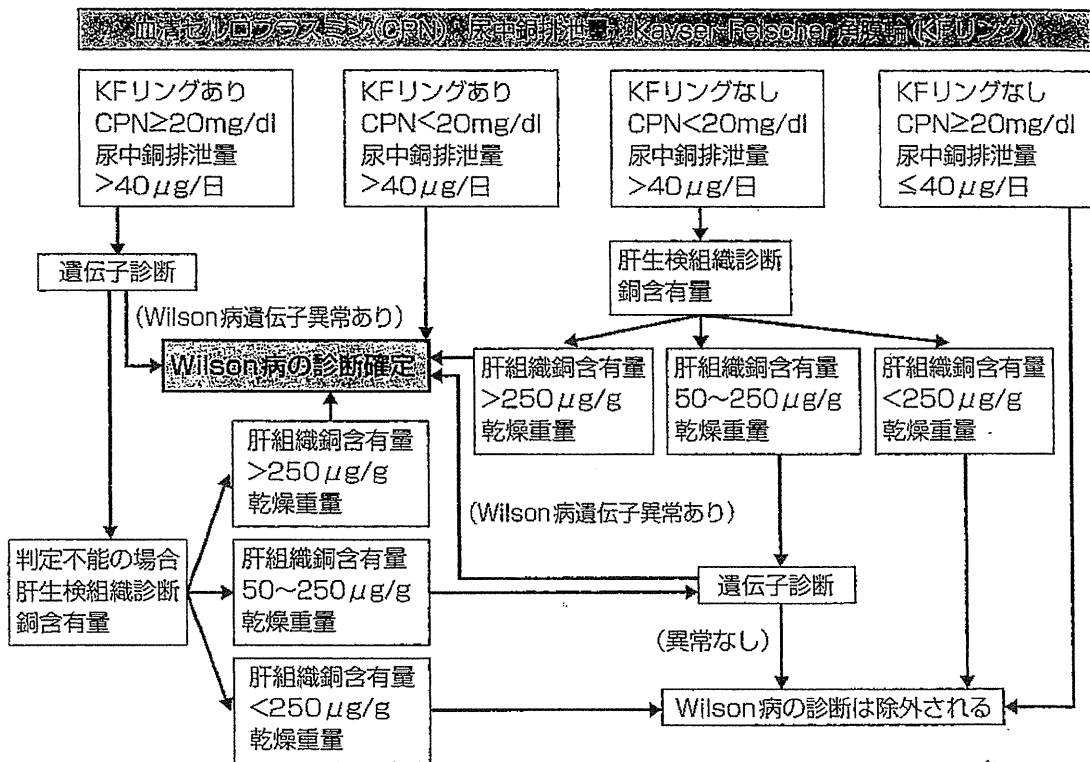 血清セルロプラスミン(CPN) 尿中銅排泄量 Kayser-Fleischer 角膜輪(KFリング)
KFリングあり
CPN≥20mg/dl
尿中銅排泄量
>40μg/日
KFリングあり
CPN<20mg/dl
尿中銅排泄量
>40μg/日
KFリングなし
CPN<20mg/dl
尿中銅排泄量
>40μg/日
KFリングなし
CPN≥20mg/dl
尿中銅排泄量
≤40μg/日
遺伝子診断
肝生検組織診断
銅含有量
(Wilson病遺伝子異常あり)
Wilson病の診断確定
肝組織銅含有量
>250μg/g
乾燥重量
肝組織銅含有量
50~250μg/g
乾燥重量
肝組織銅含有量
<250μg/g
乾燥重量
肝組織銅含有量
>250μg/g
乾燥重量
(Wilson病遺伝子異常あり)
判定不能の場合
肝生検組織診断
銅含有量
肝組織銅含有量
50~250μg/g
乾燥重量
遺伝子診断
(異常なし)
肝組織銅含有量
<250μg/g
乾燥重量
Wilson病の診断は除外される